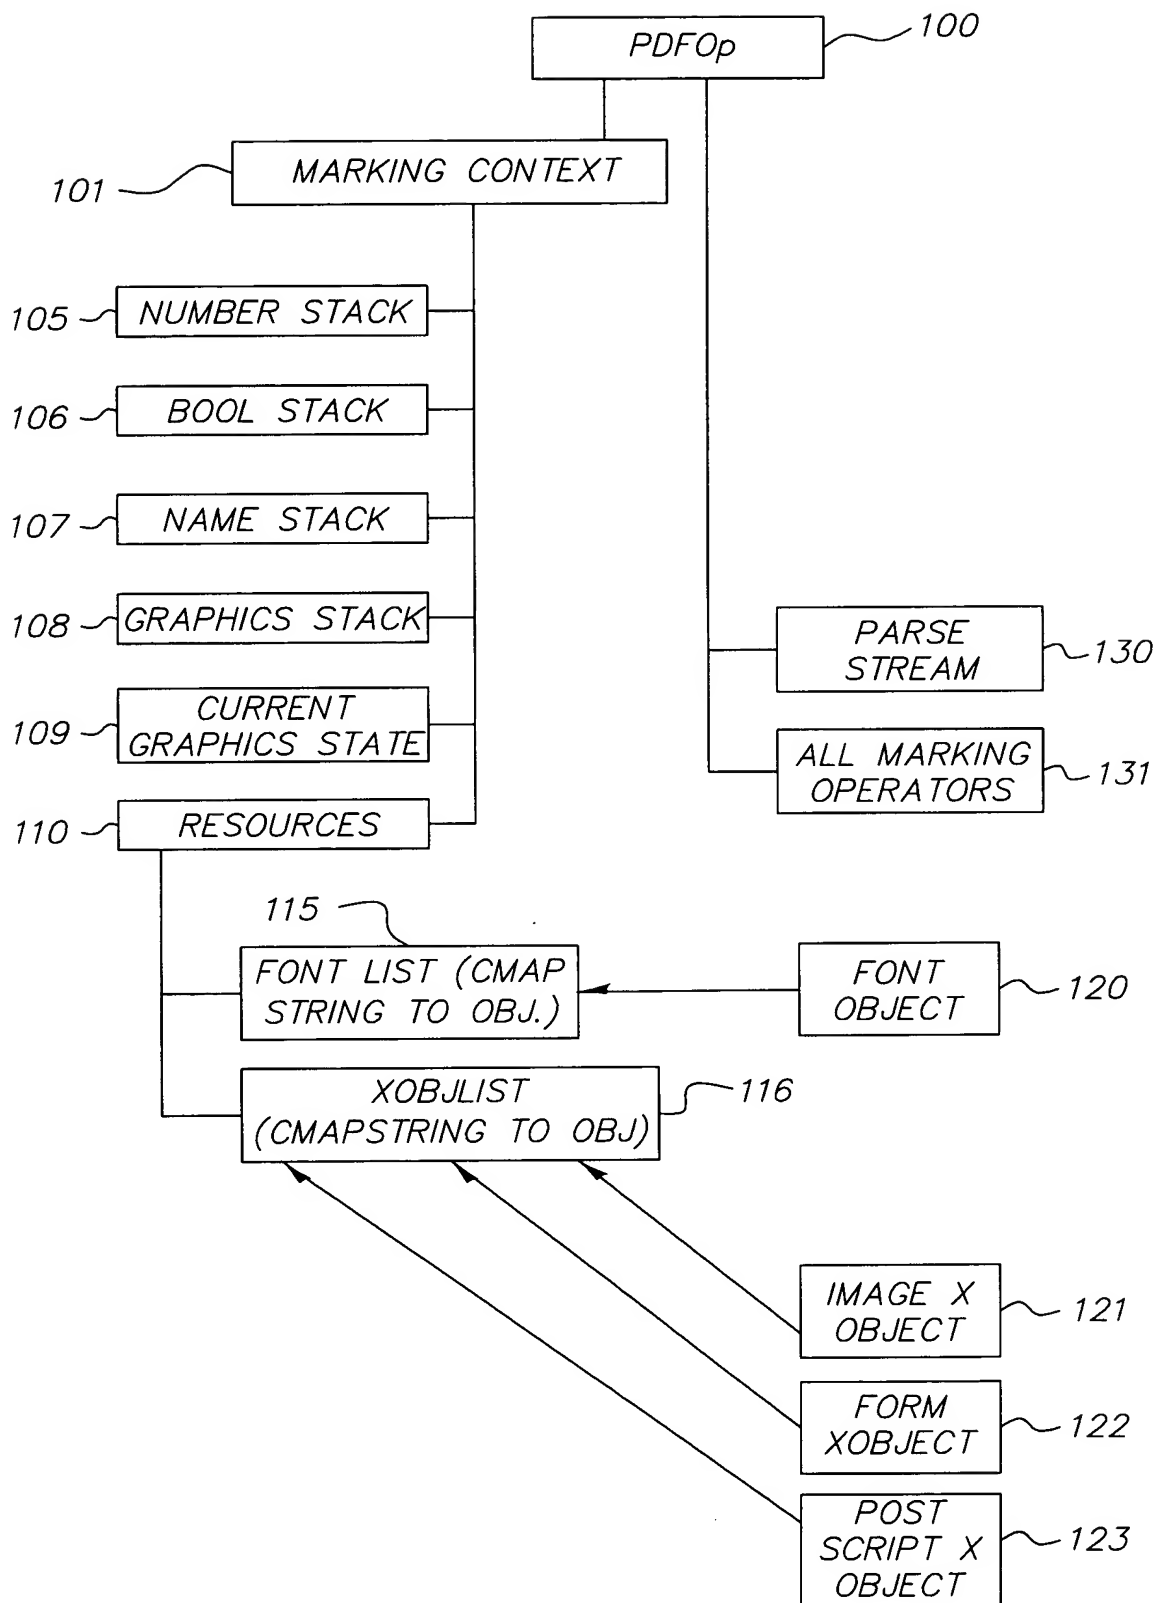 PDFOp
100
MARKING CONTEXT
101
105
NUMBER STACK
106
BOOL STACK
107
NAME STACK
108
GRAPHICS STACK
PARSE
STREAM
130
109
CURRENT
GRAPHICS STATE
ALL MARKING
OPERATORS
131
110
RESOURCES
115
FONT LIST (CMAP
STRING TO OBJ.)
FONT
OBJECT
120
XOBJLIST
(CMAPSTRING TO OBJ)
116
IMAGE X
OBJECT
121
FORM
XOBJECT
122
POST
SCRIPT X
OBJECT
123